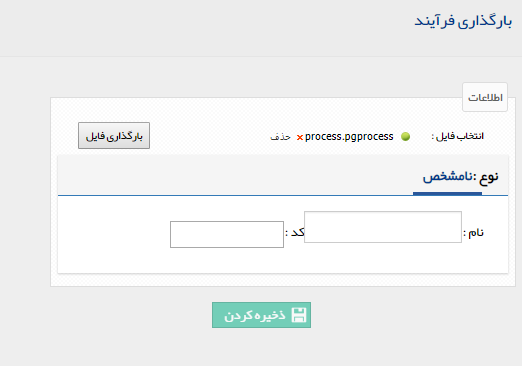 بارگذاری فرآیند
اطلاعات
انتخاب فایل : process.pgprocess × حذف بارگذاری فایل
نوع :نامشخص
نام : کد :
ذخیره کردن